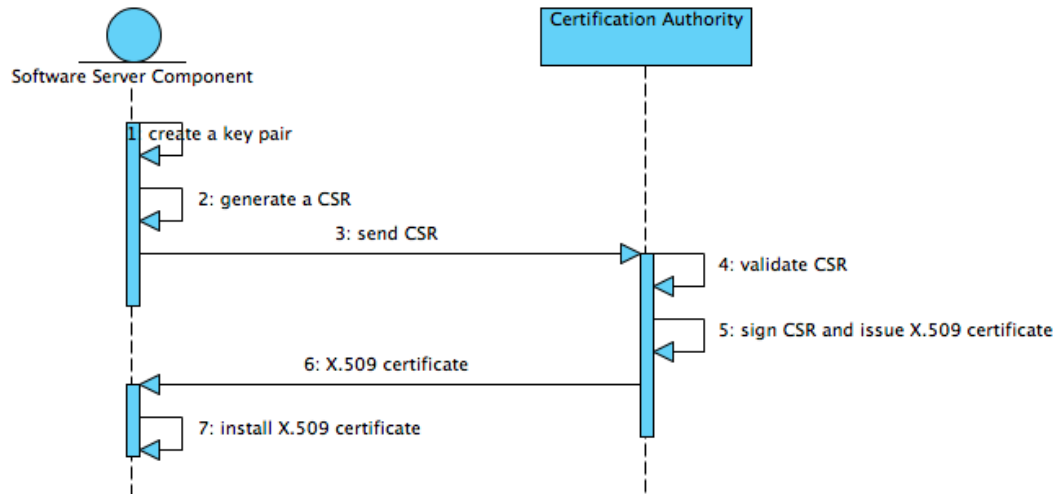 Certification Authority
Software Server Component
1 create a key pair
2: generate a CSR
3: send CSR
4: validate CSR
5: sign CSR and issue X.509 certificate
6: X.509 certificate
7: install X.509 certificate